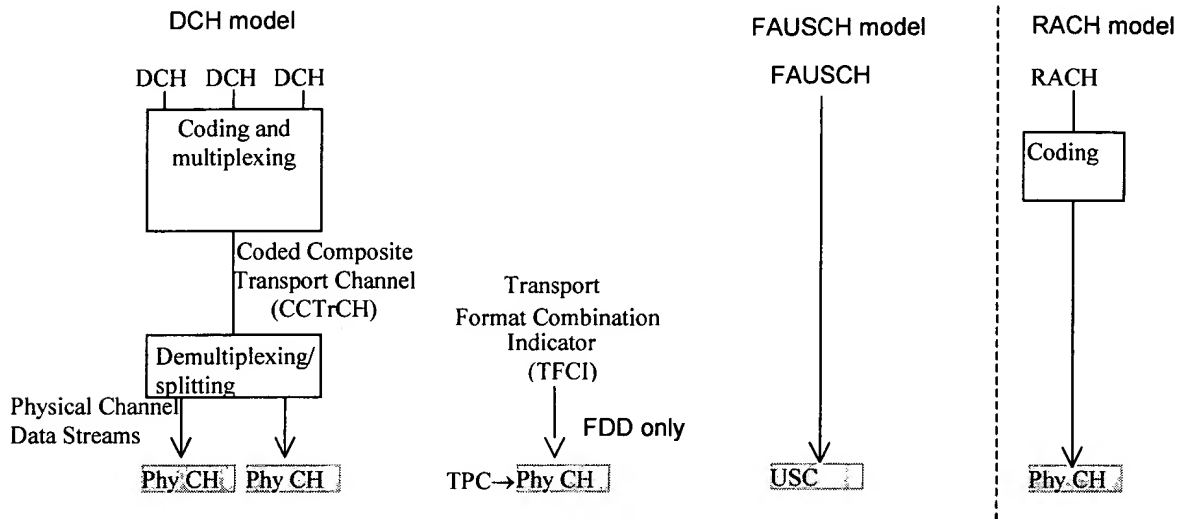 DCH model
DCH DCH DCH
Coding and
multiplexing
Coded Composite
Transport Channel
(CCTrCH)
Demultiplexing/
splitting
Physical Channel
Data Streams
Phy CH
Phy CH
Transport
Format Combination
Indicator
(TFCI)
FDD only
TPC→Phy CH
FAUSCH model
FAUSCH
USC
RACH model
RACH
Coding
Phy CH